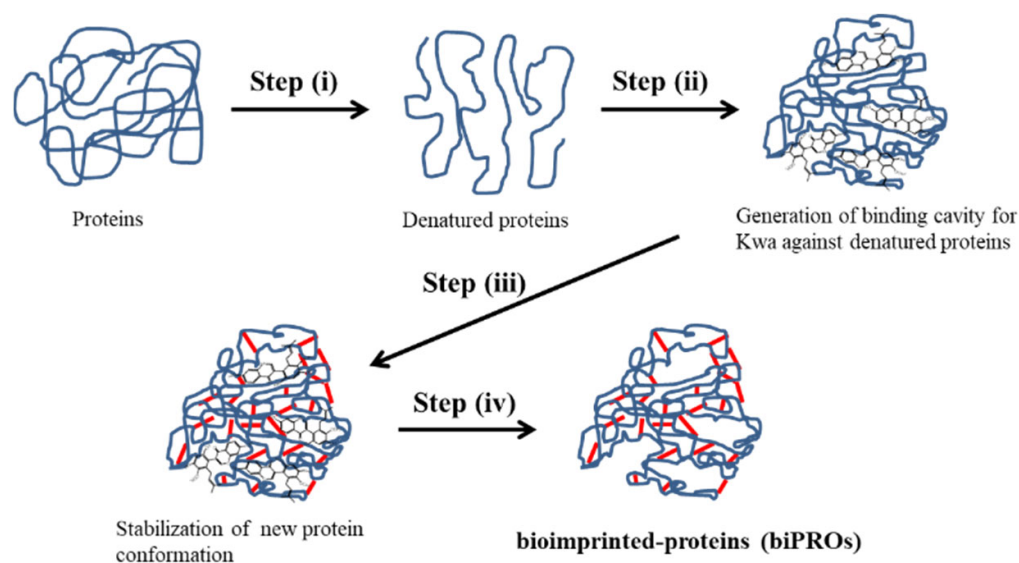 Step (i)
Step (ii)
Proteins
Denatured proteins
Generation of binding cavity for
Kwa against denatured proteins
Step (iii)
Step (iv)
Stabilization of new protein
conformation
bioimprinted-proteins (biPROs)